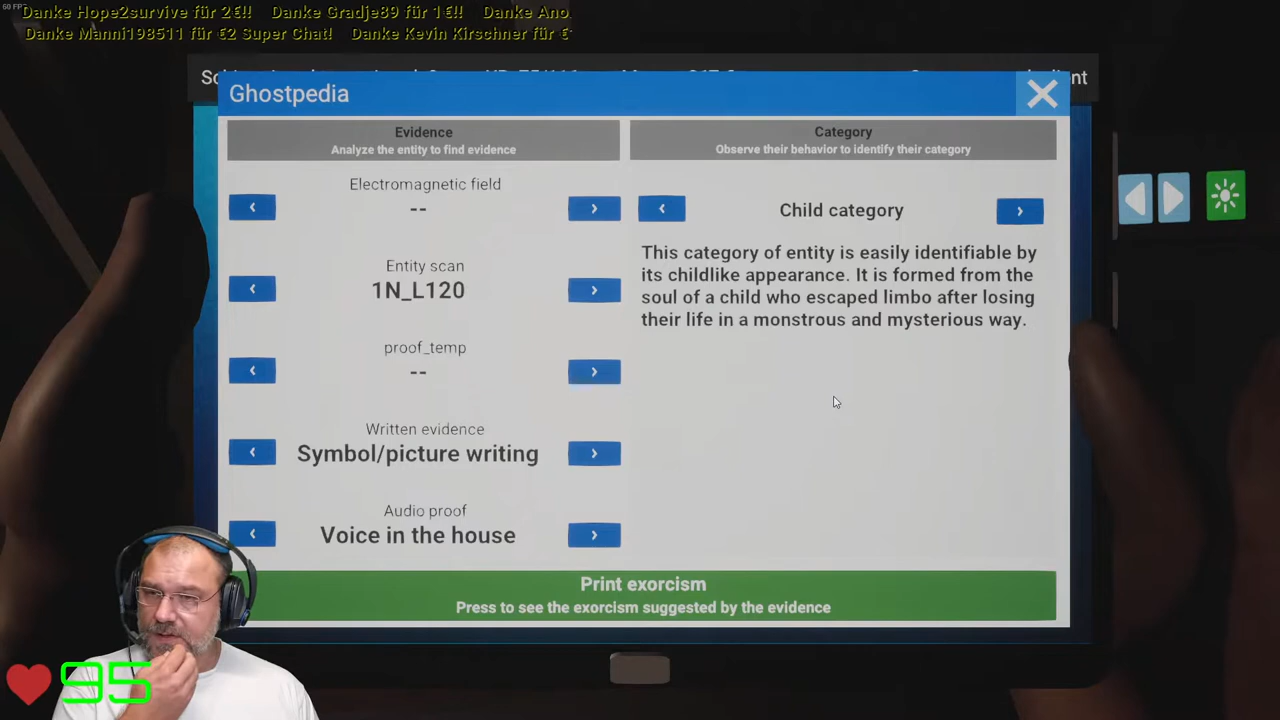 60 FPS
Danke Hope2survive für 2€!! Danke Gradje89 für 1€!! Danke Ano.
Danke Manni198511 für €2 Super Chat! Danke Kevin Kirschner für €
Ghostpedia
Evidence
Analyze the entity to find evidence
Category
Observe their behavior to identify their category
Electromagnetic field
--
Entity scan
1N_L120
proof_temp
--
Written evidence
Symbol/picture writing
Audio proof
Voice in the house
Child category
This category of entity is easily identifiable by
its childlike appearance. It is formed from the
soul of a child who escaped limbo after losing
their life in a monstrous and mysterious way.
Print exorcism
Press to see the exorcism suggested by the evidence
95